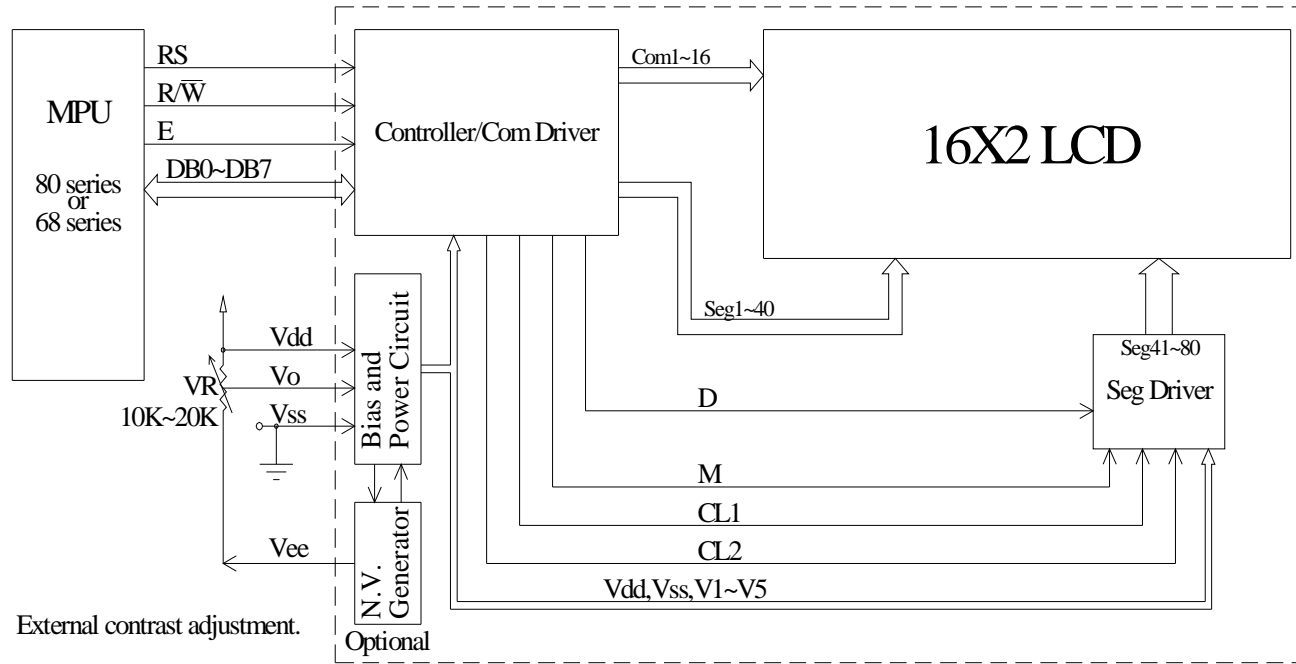 MPU
80 series
or
68 series
RS
R/W̅
E
DB0~DB7
Controller/Com Driver
Com1~16
16X2 LCD
Seg1~40
Seg41~80
Seg Driver
Vdd
Vo
VR
10K~20K
Vss
Bias and
Power Circuit
D
M
CL1
CL2
Vdd,Vss,V1~V5
Vee
N.V.
Generator
Optional
External contrast adjustment.